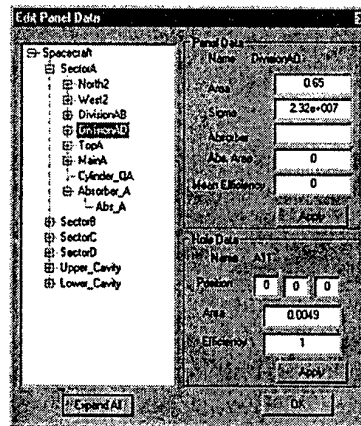 Edit Panel Data
Spacecraft
SectorA
North2
West2
DivisionAB
DivisionAD
TopA
MainA
Cylinder_QA
Absorber_A
Abs_A
SectorB
SectorC
SectorD
Upper_Cavity
Lower_Cavity
Expand All
Panel Data
Name DivisionAD
Area 0.65
Sigma 2.32e+007
Absorber
Abs. Area 0
Mean Efficiency 0
Apply
Hole Data
Name A11
Position 0 0 0
Area 0.0049
Efficiency 1
Apply
OK